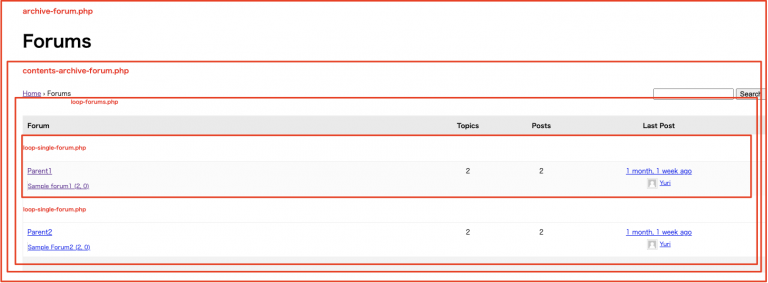 archive-forum.php
Forums
contents-archive-forum.php
Home › Forums
Search
loop-forums.php
Forum Topics Posts Last Post
loop-single-forum.php
Parent1 2 2 1 month, 1 week ago
Sample forum1 (2, 0) Yuri
loop-single-forum.php
Parent2 2 2 1 month, 1 week ago
Sample Forum2 (2, 0) Yuri